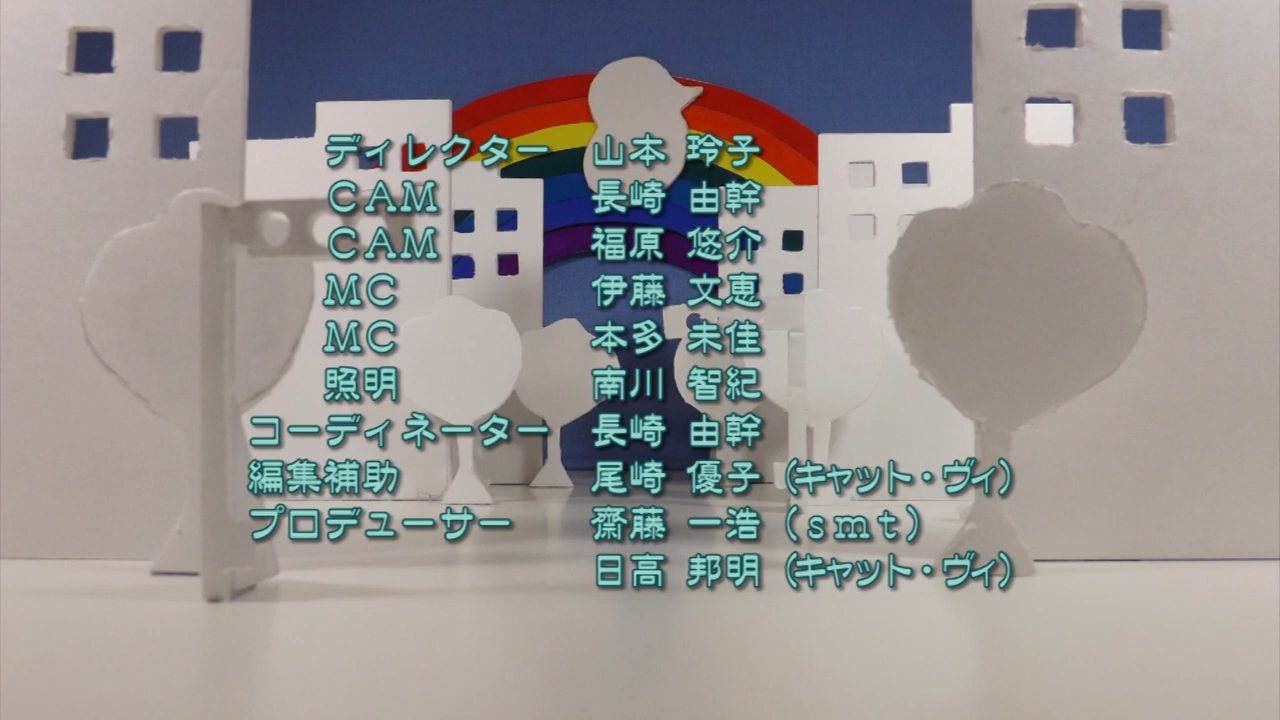 ディレクター 山本 玲子
CAM 長崎 由幹
CAM 福原 悠介
MC 伊藤 文恵
MC 本多 未佳
照明 南川 智紀
コーディネーター 長崎 由幹
編集補助 尾崎 優子(キャット・ヴィ)
プロデューサー 齋藤 一浩(smt)
日高 邦明(キャット・ヴィ)